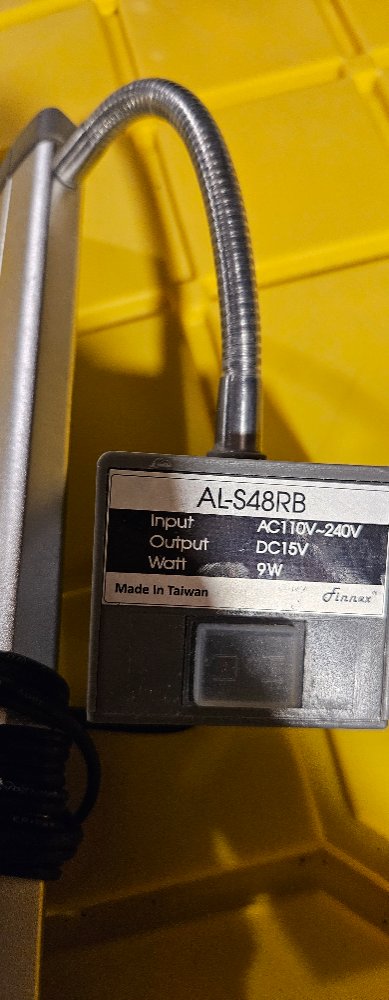 AL-S48RB
Input AC110V~240V
Output DC15V
Watt 9W
Made In Taiwan Finnex®